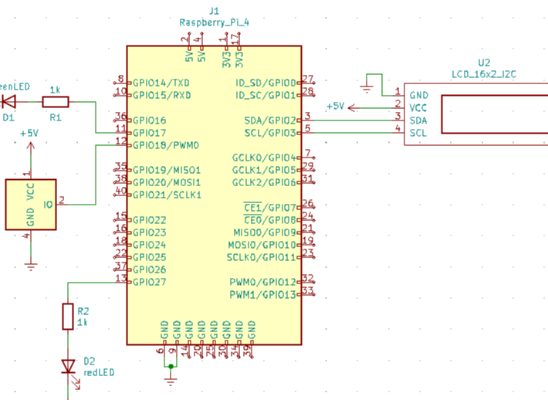 J1
Raspberry_Pi_4
2
4
1
17
5V
5V
3V3
3V3
8
GPIO14/TXD
10
GPIO15/RXD
36
GPIO16
11
GPIO17
12
GPIO18/PWM0
35
GPIO19/MISO1
38
GPIO20/MOSI1
40
GPIO21/SCLK1
15
GPIO22
16
GPIO23
18
GPIO24
22
GPIO25
37
GPIO26
13
GPIO27
ID_SD/GPIO0
27
ID_SC/GPIO1
28
SDA/GPIO2
3
SCL/GPIO3
5
GCLK0/GPIO4
7
GCLK1/GPIO5
29
GCLK2/GPIO6
31
CE1/GPIO7
26
CE0/GPIO8
24
MISO0/GPIO9
21
MOSI0/GPIO10
19
SCLK0/GPIO11
23
PWM0/GPIO12
32
PWM1/GPIO13
33
GND
GND
GND
GND
GND
GND
GND
GND
6
9
14
20
25
30
34
39
eenLED
D1
1k
R1
+5V
1
VCC
IO
2
GND
4
R2
1k
D2
redLED
U2
LCD_16x2_I2C
+5V
1
GND
2
VCC
3
SDA
4
SCL